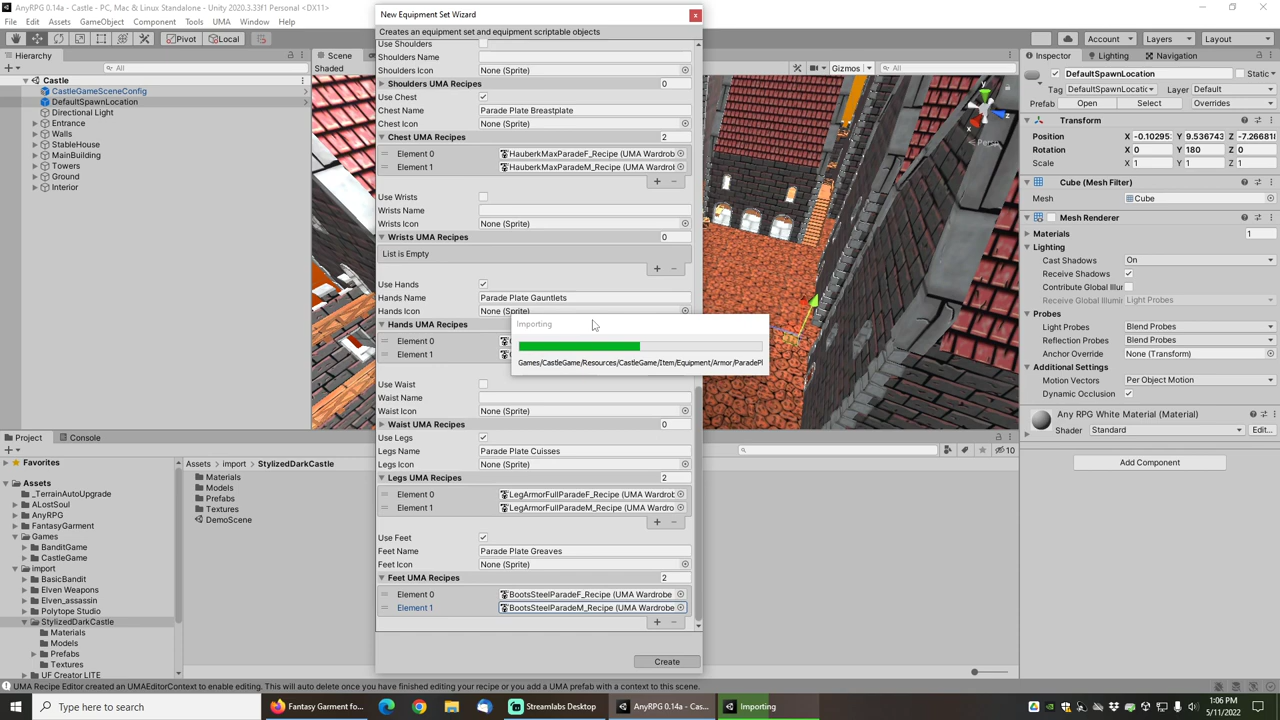 AnyRPG 0.14a - Castle - PC, Mac & Linux Standalone - Unity 2020.3.33f1 Personal <DX11>
File Edit Assets GameObject Component Tools UMA Window Help
Pivot Local
Account Layers Layout
New Equipment Set Wizard
x
Creates an equipment set and equipment scriptable objects
Hierarchy
All
Castle
CastleGameSceneConfig
DefaultSpawnLocation
Directional Light
Entrance
Walls
StableHouse
MainBuilding
Towers
Ground
Interior
Scene
Shaded
Gizmos All
Persp
x
z
Use Shoulders
Shoulders Name
Shoulders Icon None (Sprite)
Shoulders UMA Recipes 0
Use Chest
Chest Name Parade Plate Breastplate
Chest Icon None (Sprite)
Chest UMA Recipes 2
Element 0 HauberkMaxParadeF_Recipe (UMA Wardrob
Element 1 HauberkMaxParadeM_Recipe (UMA Wardrob
Use Wrists
Wrists Name
Wrists Icon None (Sprite)
Wrists UMA Recipes 0
List is Empty
Use Hands
Hands Name Parade Plate Gauntlets
Hands Icon None (Sprite)
Hands UMA Recipes
Element 0
Element 1
Importing
Games/CastleGame/Resources/CastleGame/Item/Equipment/Armor/ParadePl
Use Waist
Waist Name
Waist Icon None (Sprite)
Waist UMA Recipes 0
Use Legs
Legs Name Parade Plate Cuisses
Legs Icon None (Sprite)
Legs UMA Recipes 2
Element 0 LegArmorFullParadeF_Recipe (UMA Wardrob
Element 1 LegArmorFullParadeM_Recipe (UMA Wardro
Use Feet
Feet Name Parade Plate Greaves
Feet Icon None (Sprite)
Feet UMA Recipes 2
Element 0 BootsSteelParadeF_Recipe (UMA Wardrobe
Element 1 BootsSteelParadeM_Recipe (UMA Wardrobe
Create
Inspector Lighting Navigation
DefaultSpawnLocation Static
Tag DefaultSpawnLocatic Layer Default
Prefab Open Select Overrides
Transform
Position X -0.10295 Y 9.536743 Z -7.26681
Rotation X 0 Y 180 Z 0
Scale X 1 Y 1 Z 1
Cube (Mesh Filter)
Mesh Cube
Mesh Renderer
Materials 1
Lighting
Cast Shadows On
Receive Shadows
Contribute Global Illur
Receive Global Illumin Light Probes
Probes
Light Probes Blend Probes
Reflection Probes Blend Probes
Anchor Override None (Transform)
Additional Settings
Motion Vectors Per Object Motion
Dynamic Occlusion
Any RPG White Material (Material)
Shader Standard Edit...
Add Component
Project Console
10
Favorites
Assets
_TerrainAutoUpgrade
ALostSoul
AnyRPG
FantasyGarment
Games
BanditGame
CastleGame
import
BasicBandit
Elven Weapons
Elven_assassin
Polytope Studio
StylizedDarkCastle
Materials
Models
Prefabs
Textures
UF Creator LITE
Assets > import > StylizedDarkCastle
Materials
Models
Prefabs
Textures
DemoScene
UMA Recipe Editor created an UMAEditorContext to enable editing. This will auto delete once you have finished editing your recipe or you add a UMA prefab with a context to this scene.
Type here to search
Fantasy Garment fo...
Streamlabs Desktop
AnyRPG 0.14a - Cas...
Importing
1:06 PM
5/11/2022